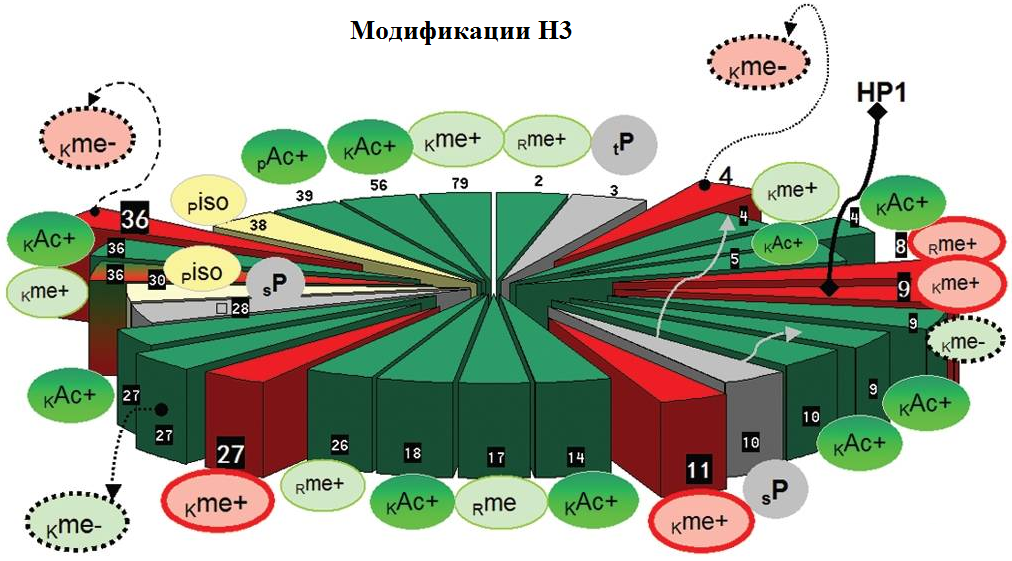 Модификации H3
Kme-
HP1
Kme-
pAc+
KAc+
Kme+
Rme+
tP
Piso
39
56
79
2
3
4
Kme+
KAc+
38
36
4
4
KAc+
KAc+
36
5
8
Rme+
36
30
Piso
sP
Kme+
28
9
Kme+
9
Kme-
KAc+
27
27
27
26
18
17
14
11
10
10
9
KAc+
KAc+
Kme+
Rme+
KAc+
Rme
KAc+
Kme+
sP
Kme-